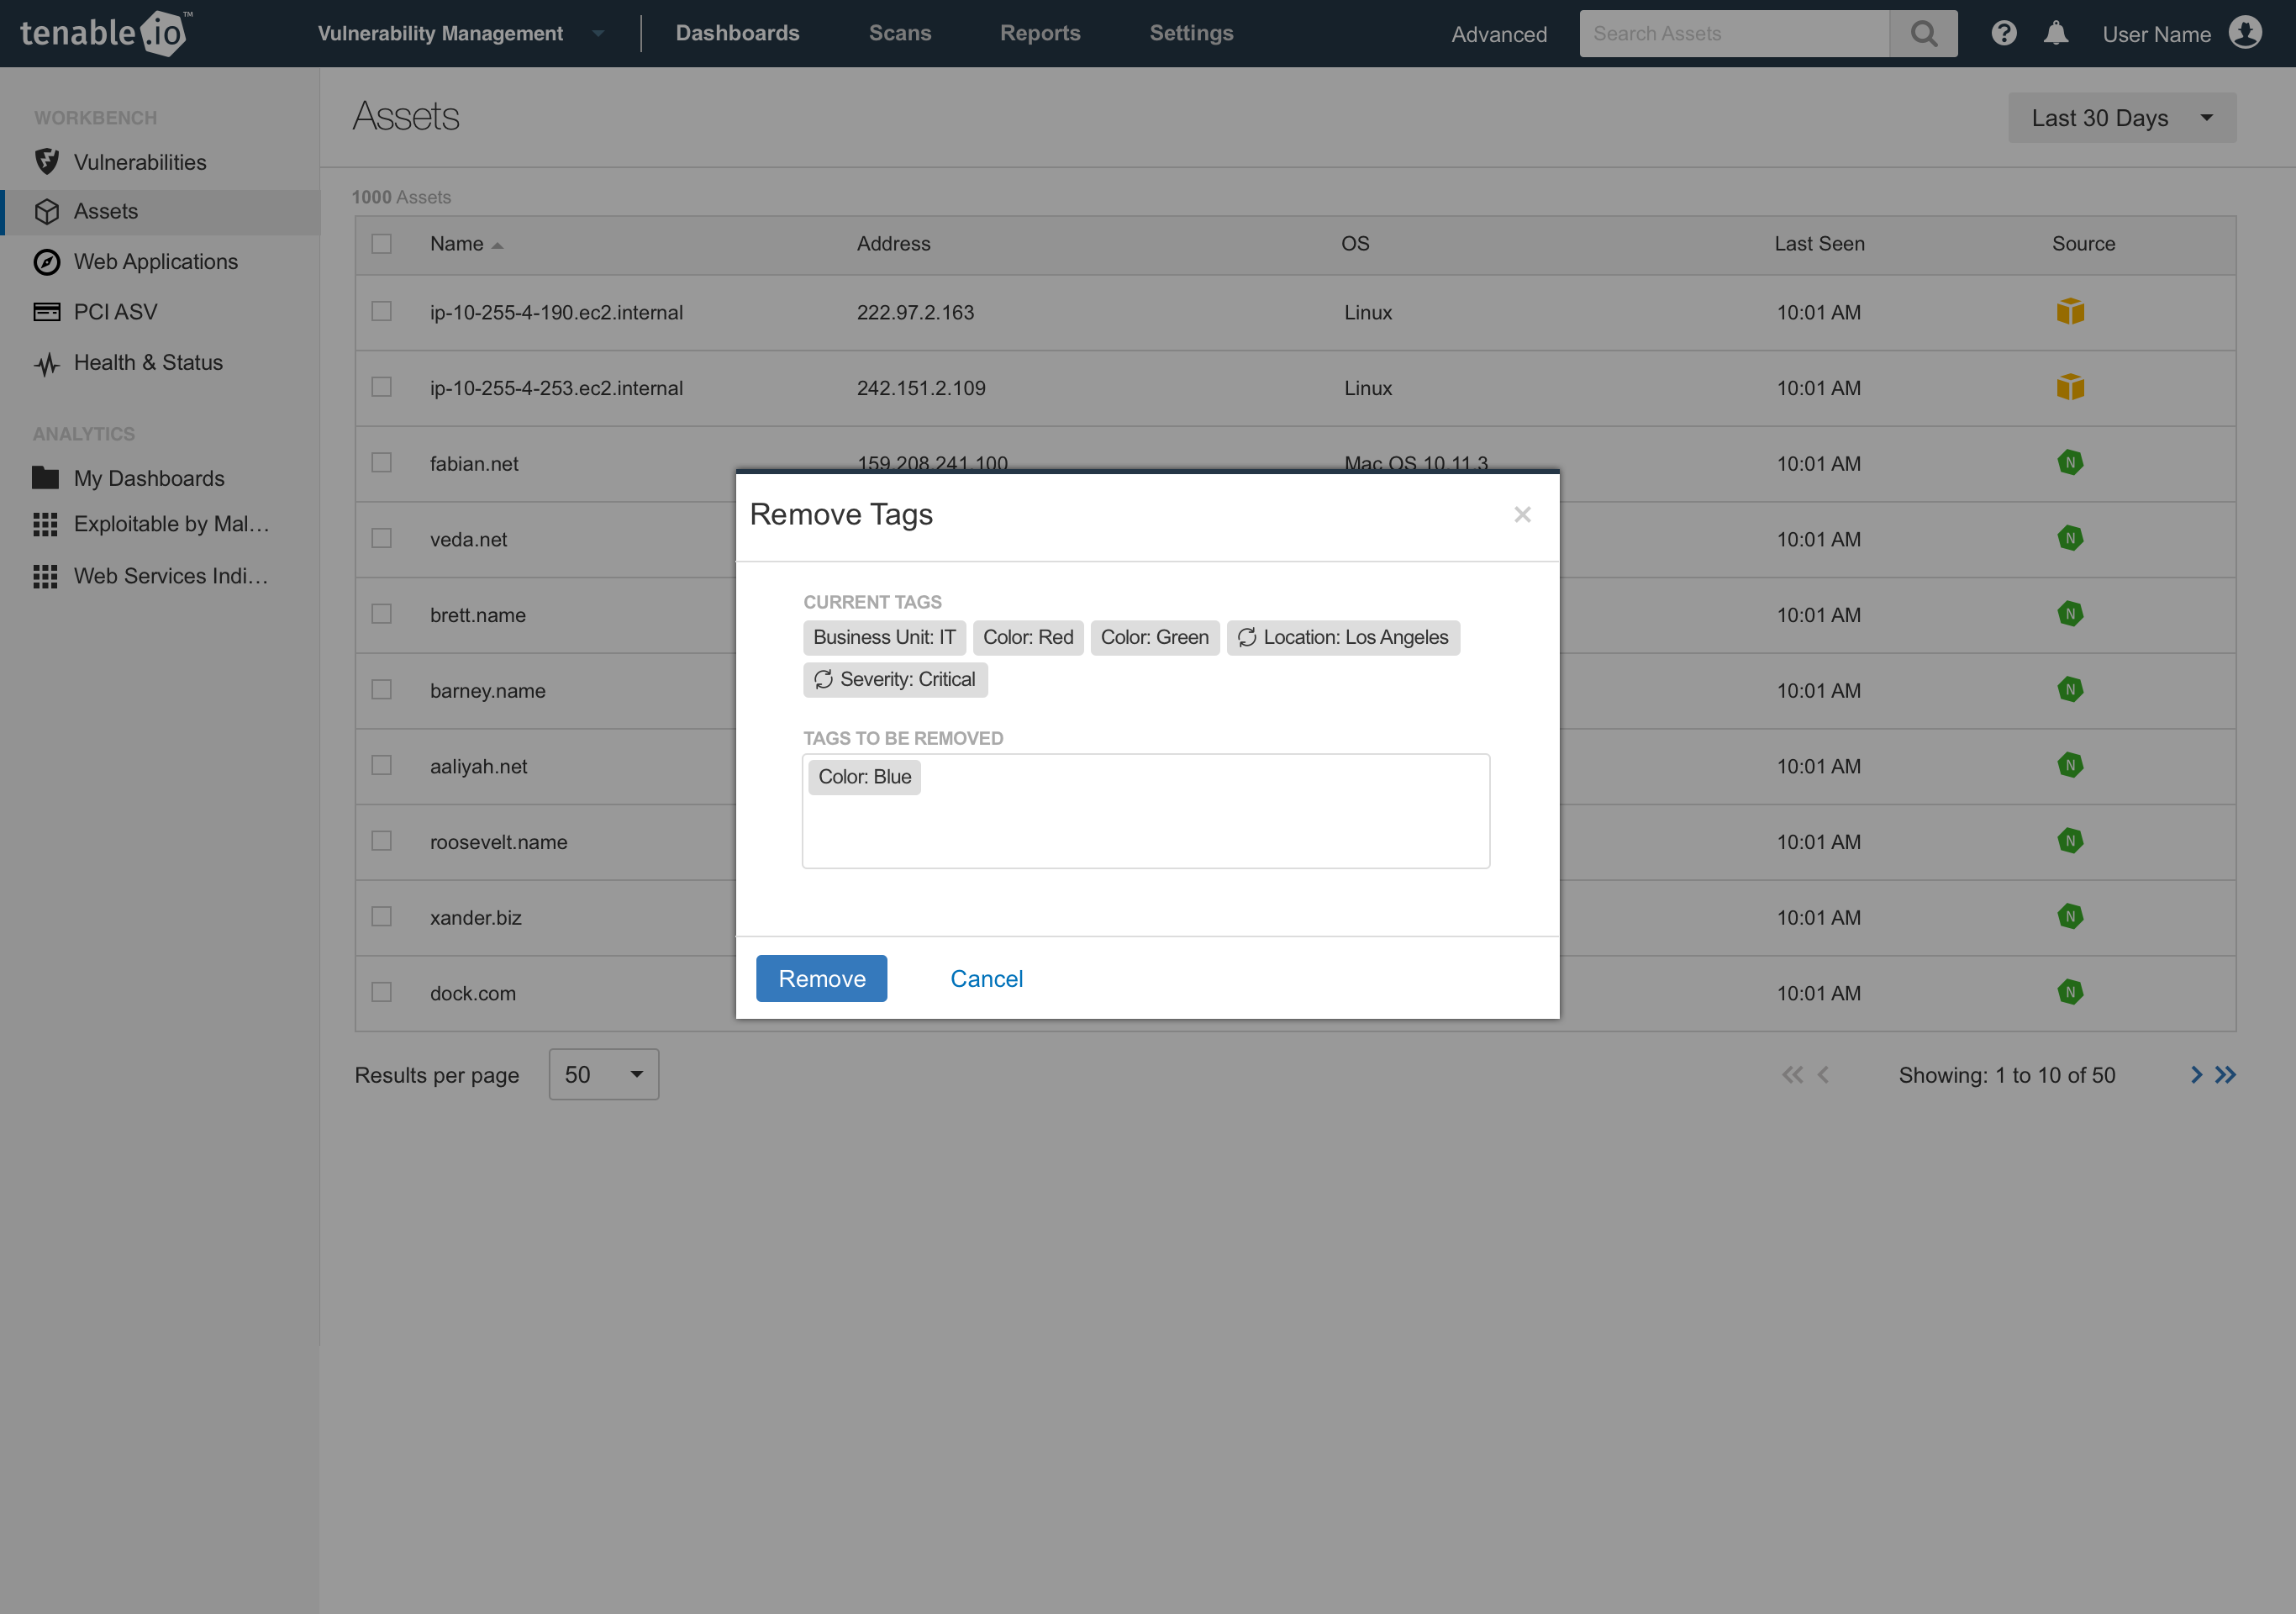 tenable.io™ Vulnerability Management Dashboards Scans Reports Settings Advanced Search Assets User Name
WORKBENCH
Vulnerabilities
Assets
Web Applications
PCI ASV
Health & Status
ANALYTICS
My Dashboards
Exploitable by Mal...
Web Services Indi...
Assets
Last 30 Days
1000 Assets
Name Address OS Last Seen Source
ip-10-255-4-190.ec2.internal 222.97.2.163 Linux 10:01 AM
ip-10-255-4-253.ec2.internal 242.151.2.109 Linux 10:01 AM
fabian.net 159.208.241.100 Mac OS 10.11.3 10:01 AM N
veda.net 10:01 AM N
brett.name 10:01 AM N
barney.name 10:01 AM N
aaliyah.net 10:01 AM N
roosevelt.name 10:01 AM N
xander.biz 10:01 AM N
dock.com 10:01 AM N
Remove Tags
CURRENT TAGS
Business Unit: IT Color: Red Color: Green Location: Los Angeles
Severity: Critical
TAGS TO BE REMOVED
Color: Blue
Remove Cancel
Results per page 50 Showing: 1 to 10 of 50